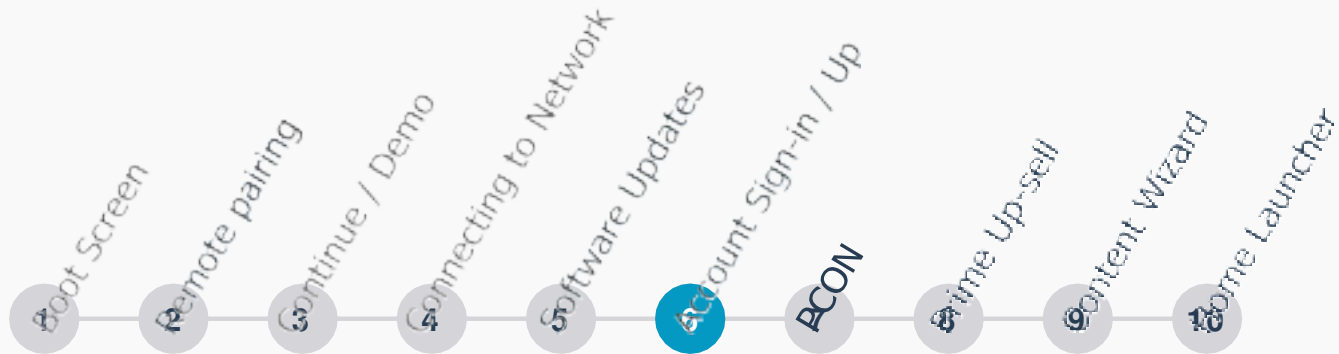 Boot Screen
Remote pairing
Continue / Demo
Connecting to Network
Software Updates
Account Sign-in / Up
PCON
Prime Up-sell
Content Wizard
Home Launcher
1
2
3
4
5
6
8
9
10